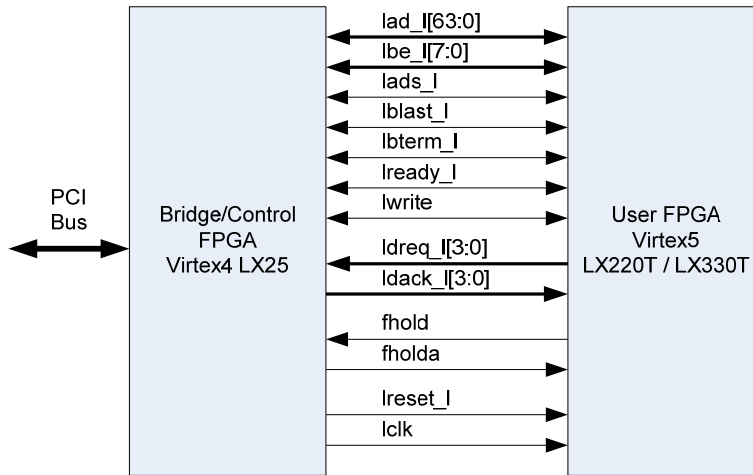 lad_l[63:0]
lbe_l[7:0]
lads_l
lblast_l
lbterm_l
lready_l
lwrite
PCI
Bus
Bridge/Control
FPGA
Virtex4 LX25
User FPGA
Virtex5
LX220T / LX330T
ldreq_l[3:0]
ldack_l[3:0]
fhold
fholda
lreset_l
lclk